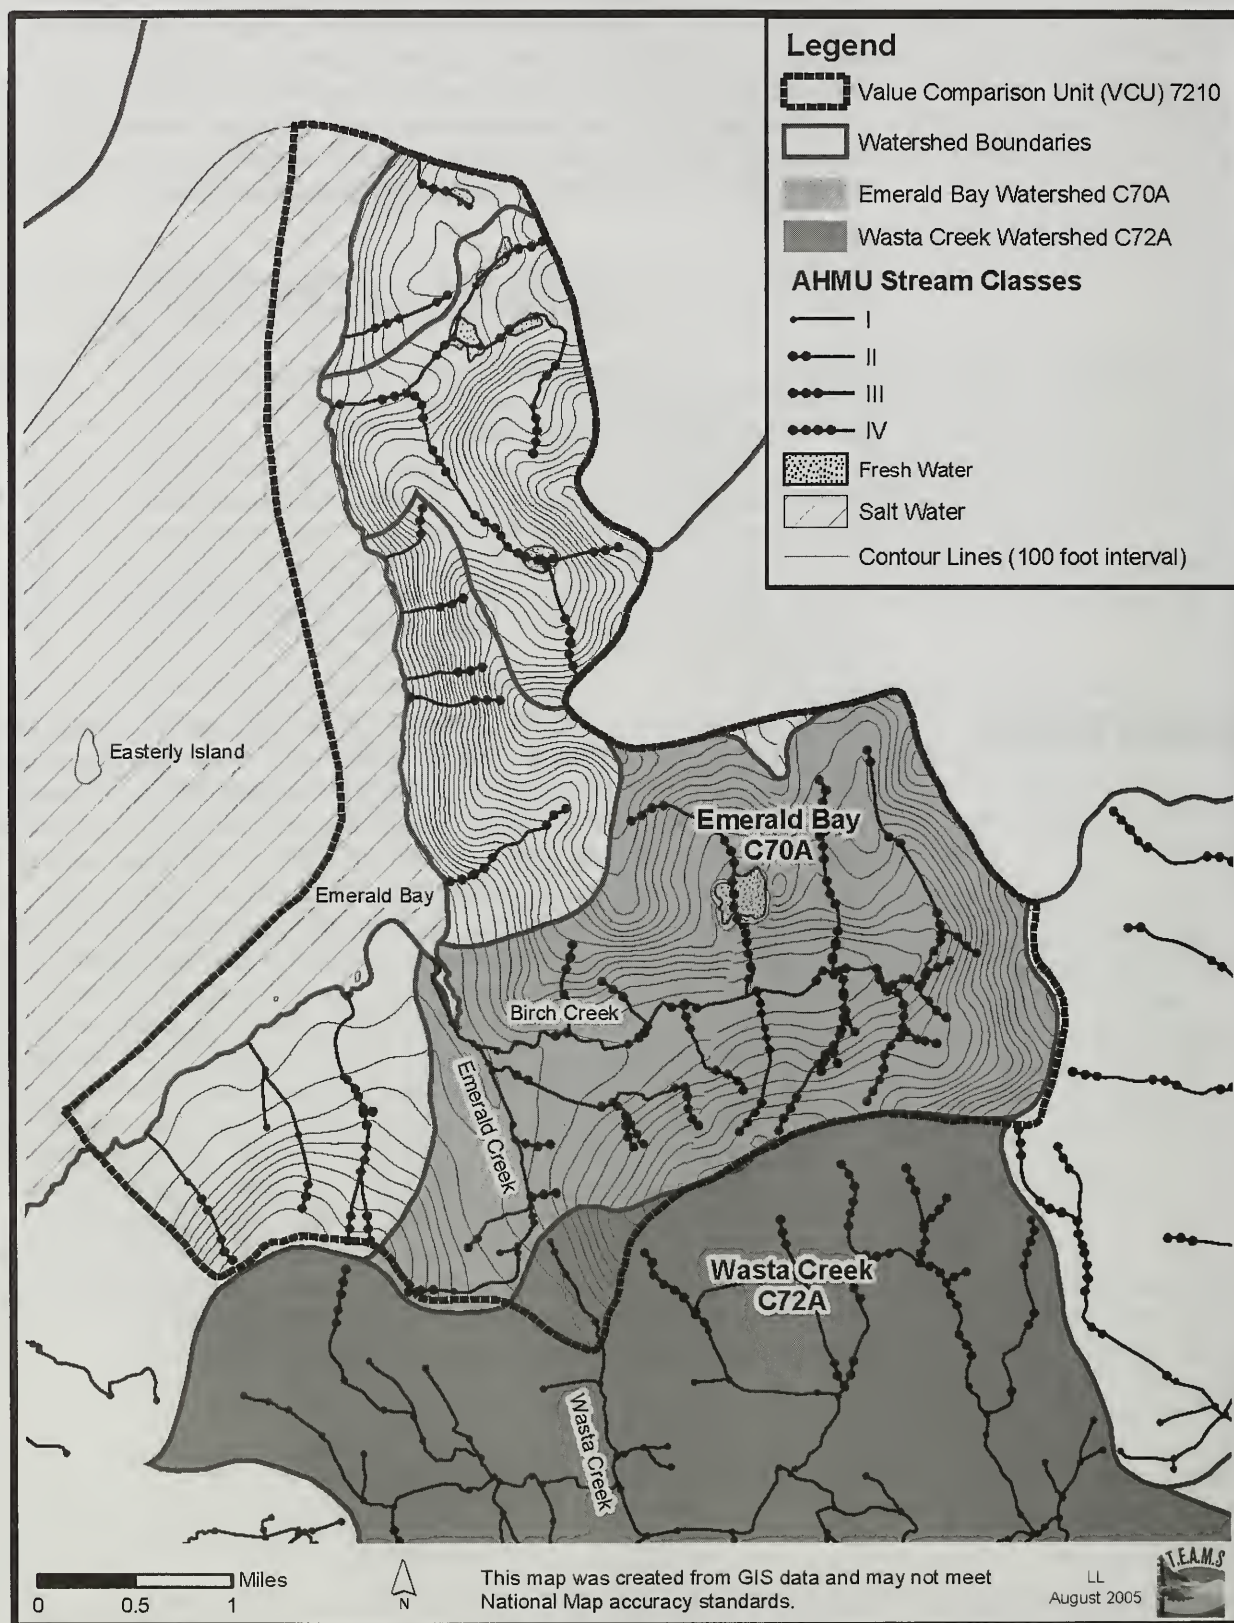 Legend
Value Comparison Unit (VCU) 7210
Watershed Boundaries
Emerald Bay Watershed C70A
Wasta Creek Watershed C72A
AHMU Stream Classes
I
II
III
IV
Fresh Water
Salt Water
Contour Lines (100 foot interval)
Easterly Island
Emerald Bay
C70A
Emerald Bay
Birch Creek
Emerald Creek
Wasta Creek
C72A
Wasta Creek
Miles
0 0.5 1
N
This map was created from GIS data and may not meet
National Map accuracy standards.
LL
August 2005
T.E.A.M.S